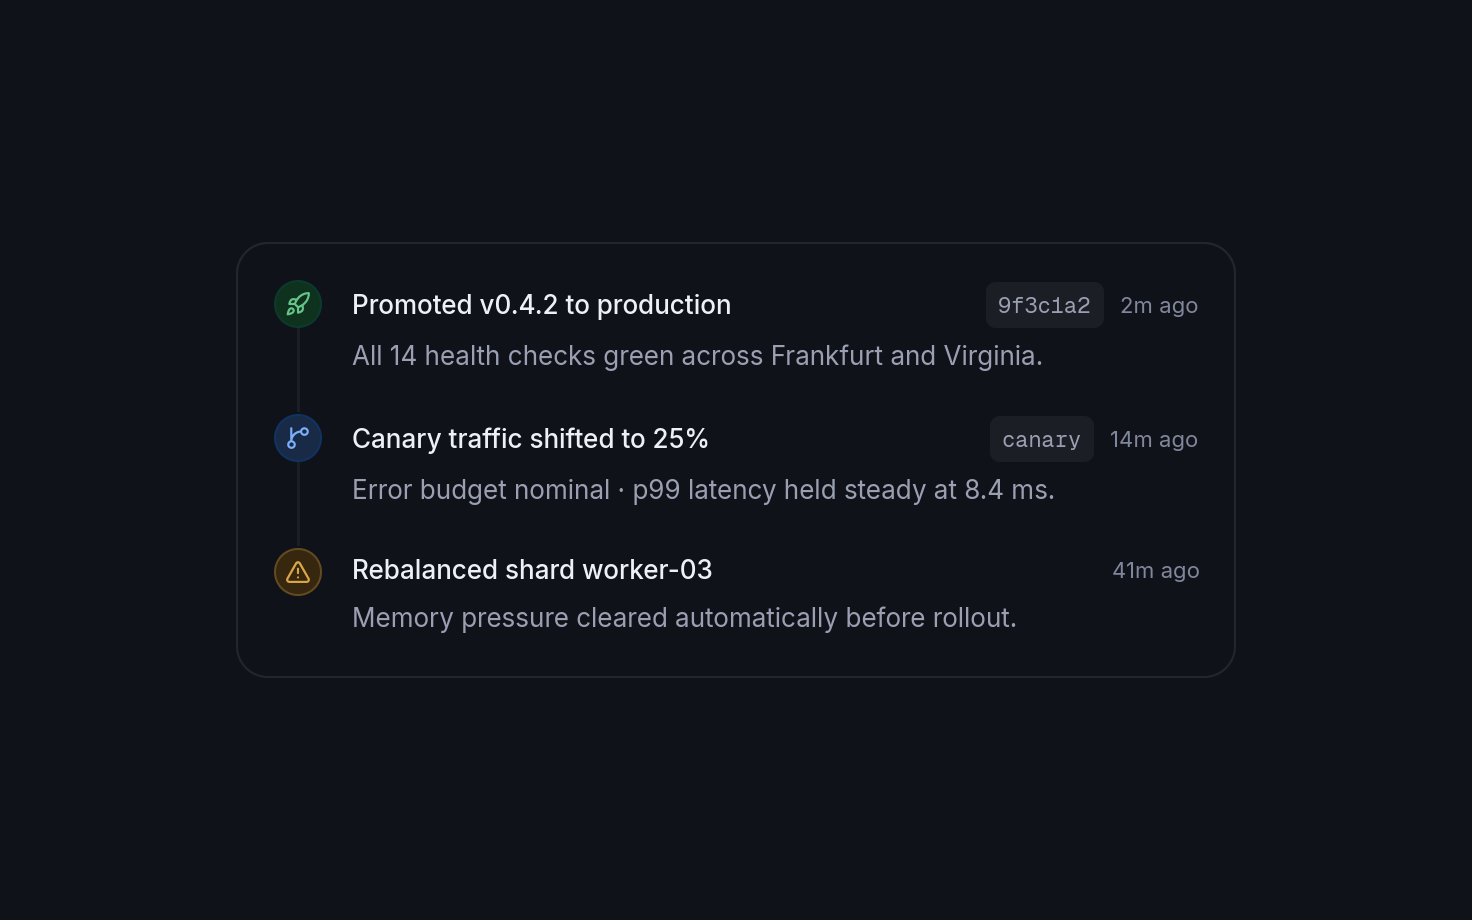 Promoted v0.4.2 to production 9f3c1a2 2m ago
All 14 health checks green across Frankfurt and Virginia.
Canary traffic shifted to 25% canary 14m ago
Error budget nominal · p99 latency held steady at 8.4 ms.
Rebalanced shard worker-03 41m ago
Memory pressure cleared automatically before rollout.